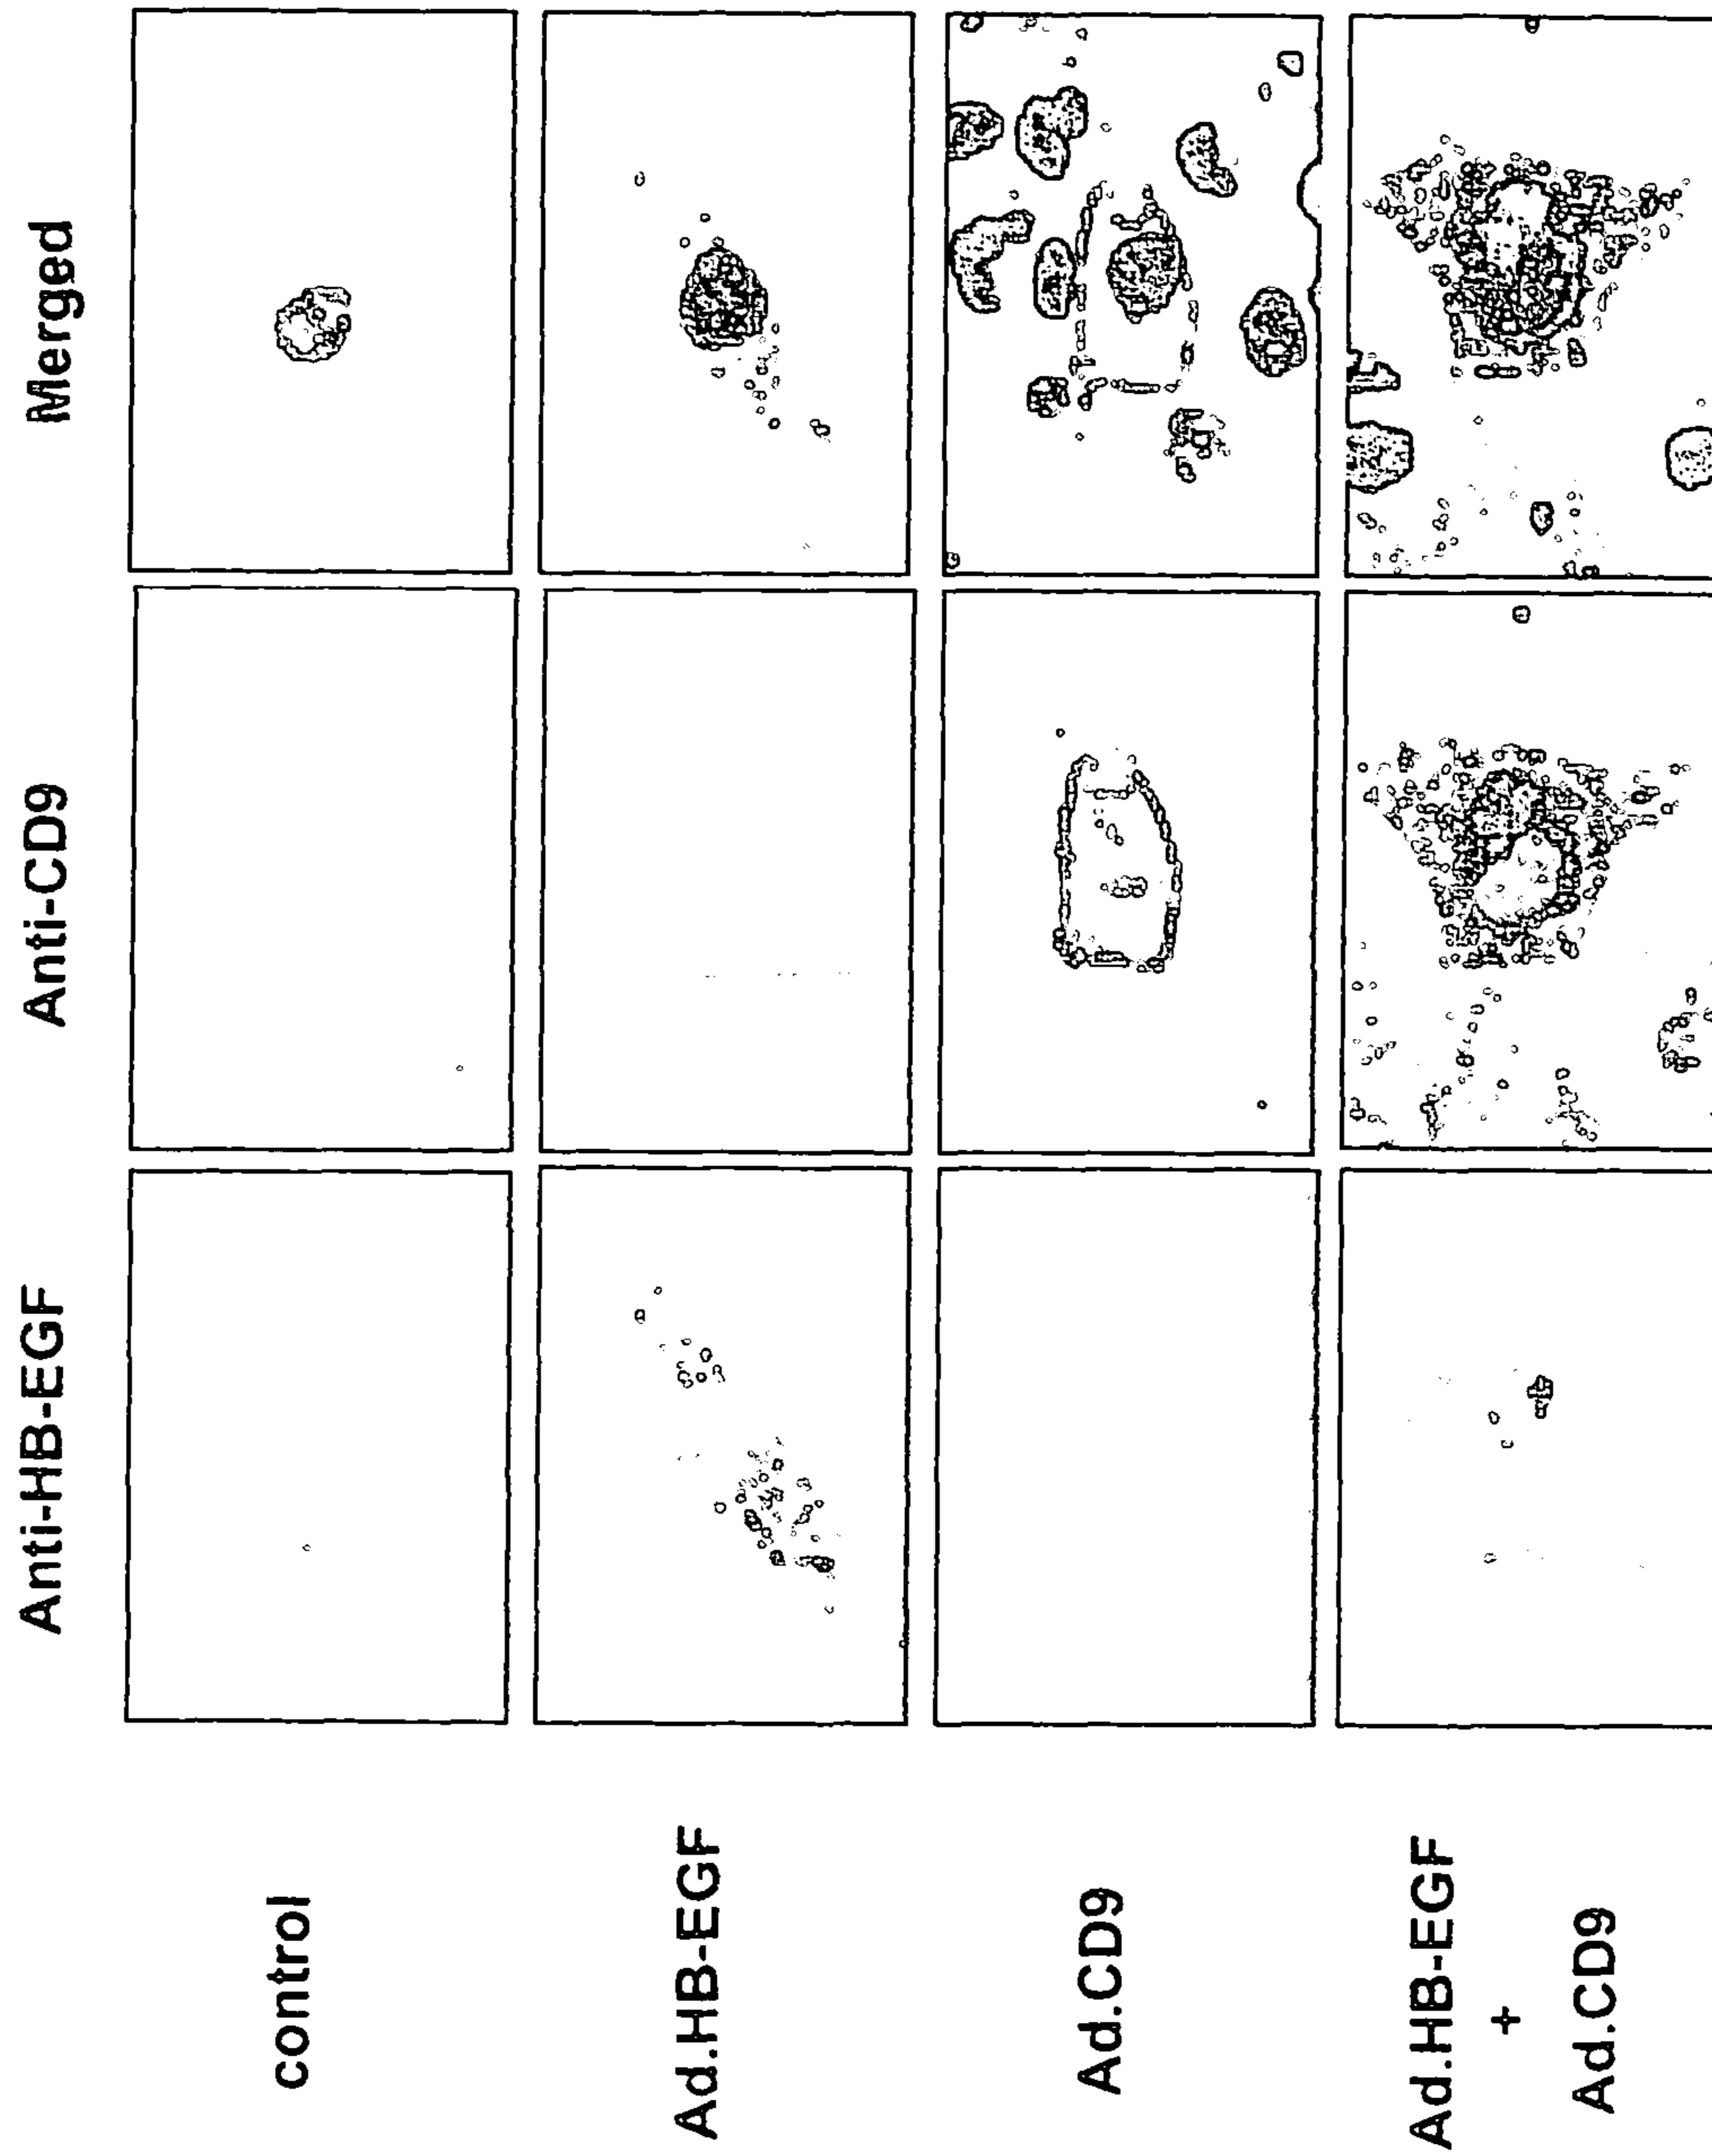 Anti-HB-EGF
Anti-CD9
Merged
control
Ad.HB-EGF
Ad.CD9
Ad.HB-EGF
+
Ad.CD9